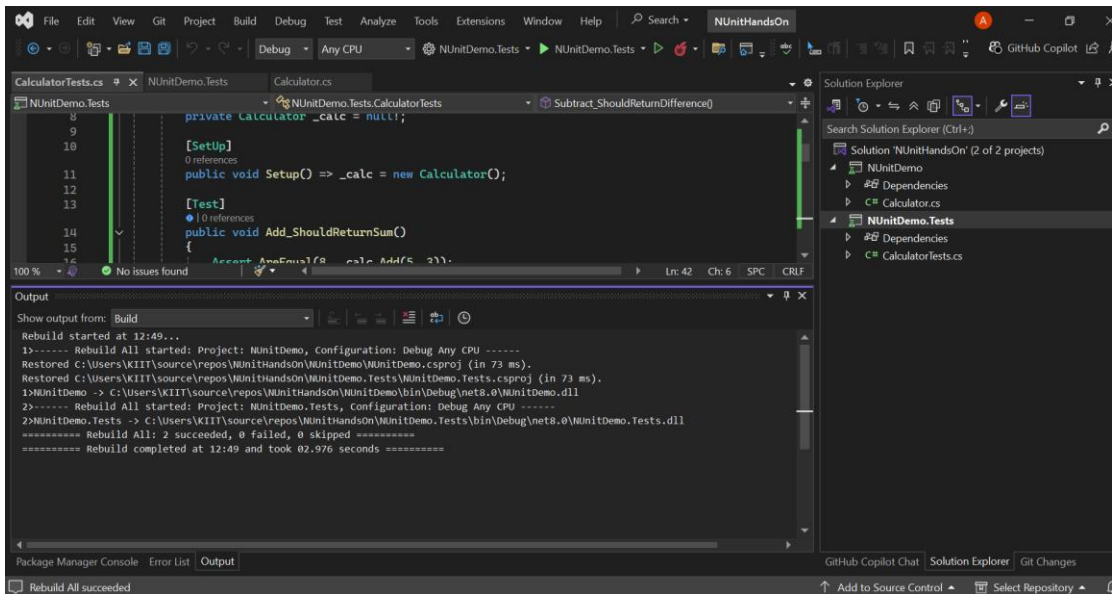 File Edit View Git Project Build Debug Test Analyze Tools Extensions Window Help Search NUnitHandsOn A
Debug Any CPU NUnitDemo.Tests NUnitDemo.Tests GitHub Copilot
CalculatorTests.cs NUnitDemo.Tests Calculator.cs
NUnitDemo.Tests NUnitDemo.Tests.CalculatorTests Subtract_ShouldReturnDifference()
8 private Calculator _calc = null!;
9
10 [SetUp]
0 references
11 public void Setup() => _calc = new Calculator();
12
13 [Test]
| 0 references
14 public void Add_ShouldReturnSum()
15 {
16 Assert.AreEqual(8, _calc.Add(5, 3));
100 % No issues found Ln: 42 Ch: 6 SPC CRLF
Output
Show output from: Build
Rebuild started at 12:49...
1>------ Rebuild All started: Project: NUnitDemo, Configuration: Debug Any CPU ------
Restored C:\Users\KIIT\source\repos\NUnitHandsOn\NUnitDemo\NUnitDemo.csproj (in 73 ms).
Restored C:\Users\KIIT\source\repos\NUnitHandsOn\NUnitDemo.Tests\NUnitDemo.Tests.csproj (in 73 ms).
1>NUnitDemo -> C:\Users\KIIT\source\repos\NUnitHandsOn\NUnitDemo\bin\Debug\net8.0\NUnitDemo.dll
2>------ Rebuild All started: Project: NUnitDemo.Tests, Configuration: Debug Any CPU ------
2>NUnitDemo.Tests -> C:\Users\KIIT\source\repos\NUnitHandsOn\NUnitDemo.Tests\bin\Debug\net8.0\NUnitDemo.Tests.dll
========== Rebuild All: 2 succeeded, 0 failed, 0 skipped ==========
========== Rebuild completed at 12:49 and took 02.976 seconds ==========
Package Manager Console Error List Output
Solution Explorer
Search Solution Explorer (Ctrl+;)
Solution 'NUnitHandsOn' (2 of 2 projects)
NUnitDemo
Dependencies
C# Calculator.cs
NUnitDemo.Tests
Dependencies
C# CalculatorTests.cs
GitHub Copilot Chat Solution Explorer Git Changes
Rebuild All succeeded Add to Source Control Select Repository